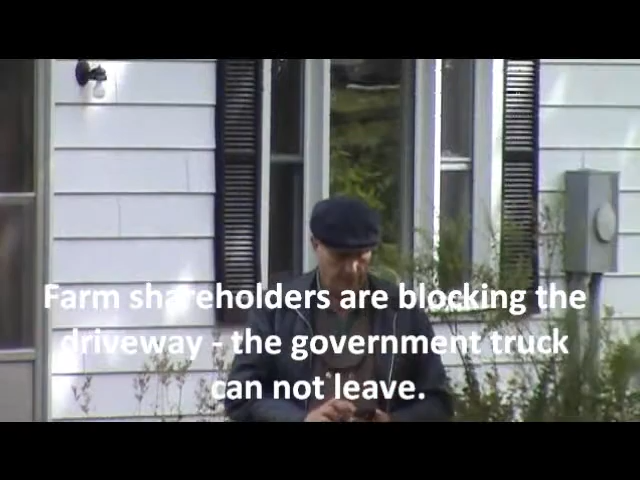 Farm shareholders are blocking the
driveway - the government truck
can not leave.